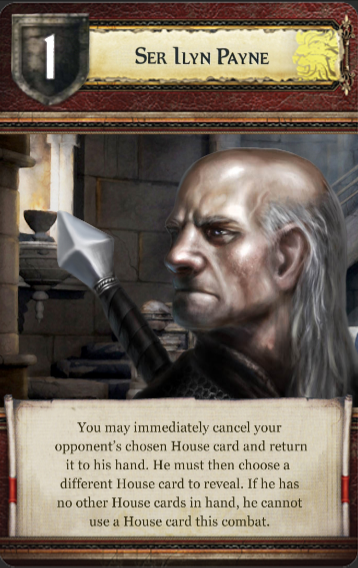 1
Ser Ilyn Payne
You may immediately cancel your
opponent's chosen House card and return
it to his hand. He must then choose a
different House card to reveal. If he has
no other House cards in hand, he cannot
use a House card this combat.